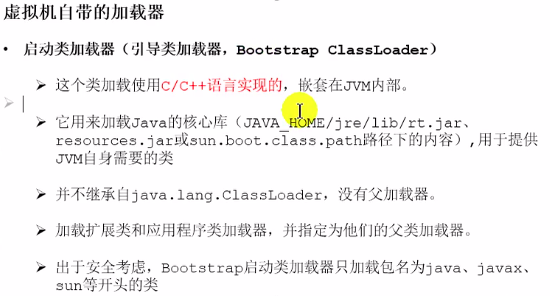 虚拟机自带的加载器
• 启动类加载器（引导类加载器，Bootstrap ClassLoader）
➢ 这个类加载使用C/C++语言实现的，嵌套在JVM内部。
➢
➢ 它用来加载Java的核心库（JAVA_HOME/jre/lib/rt.jar、
resources.jar或sun.boot.class.path路径下的内容）,用于提供
JVM自身需要的类
➢ 并不继承自java.lang.ClassLoader，没有父加载器。
➢ 加载扩展类和应用程序类加载器，并指定为他们的父类加载器。
➢ 出于安全考虑，Bootstrap启动类加载器只加载包名为java、javax、
sun等开头的类